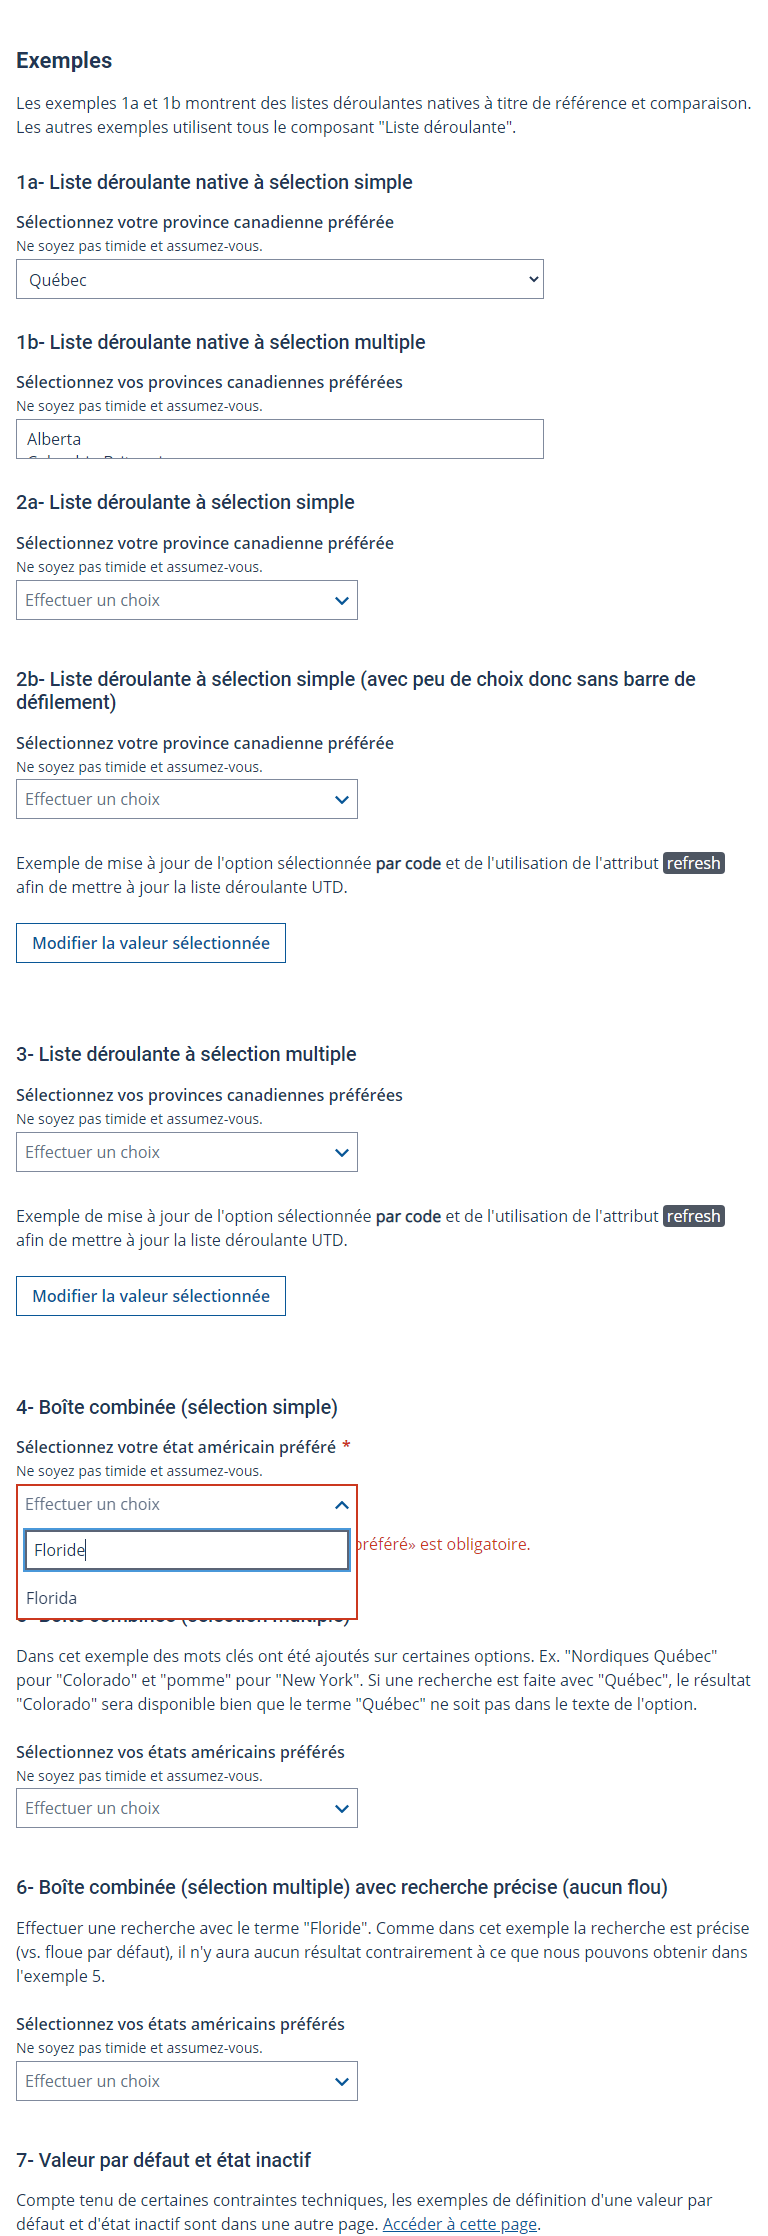 Exemples
Les exemples 1a et 1b montrent des listes déroulantes natives à titre de référence et comparaison.
Les autres exemples utilisent tous le composant "Liste déroulante".
1a- Liste déroulante native à sélection simple
Sélectionnez votre province canadienne préférée
Ne soyez pas timide et assumez-vous.
Québec
1b- Liste déroulante native à sélection multiple
Sélectionnez vos provinces canadiennes préférées
Ne soyez pas timide et assumez-vous.
Alberta
2a- Liste déroulante à sélection simple
Sélectionnez votre province canadienne préférée
Ne soyez pas timide et assumez-vous.
Effectuer un choix
2b- Liste déroulante à sélection simple (avec peu de choix donc sans barre de
défilement)
Sélectionnez votre province canadienne préférée
Ne soyez pas timide et assumez-vous.
Effectuer un choix
Exemple de mise à jour de l'option sélectionnée par code et de l'utilisation de l'attribut refresh
afin de mettre à jour la liste déroulante UTD.
Modifier la valeur sélectionnée
3- Liste déroulante à sélection multiple
Sélectionnez vos provinces canadiennes préférées
Ne soyez pas timide et assumez-vous.
Effectuer un choix
Exemple de mise à jour de l'option sélectionnée par code et de l'utilisation de l'attribut refresh
afin de mettre à jour la liste déroulante UTD.
Modifier la valeur sélectionnée
4- Boîte combinée (sélection simple)
Sélectionnez votre état américain préféré *
Ne soyez pas timide et assumez-vous.
Effectuer un choix
préféré» est obligatoire.
Floride
Florida
Dans cet exemple des mots clés ont été ajoutés sur certaines options. Ex. "Nordiques Québec"
pour "Colorado" et "pomme" pour "New York". Si une recherche est faite avec "Québec", le résultat
"Colorado" sera disponible bien que le terme "Québec" ne soit pas dans le texte de l'option.
Sélectionnez vos états américains préférés
Ne soyez pas timide et assumez-vous.
Effectuer un choix
6- Boîte combinée (sélection multiple) avec recherche précise (aucun flou)
Effectuer une recherche avec le terme "Floride". Comme dans cet exemple la recherche est précise
(vs. floue par défaut), il n'y aura aucun résultat contrairement à ce que nous pouvons obtenir dans
l'exemple 5.
Sélectionnez vos états américains préférés
Ne soyez pas timide et assumez-vous.
Effectuer un choix
7- Valeur par défaut et état inactif
Compte tenu de certaines contraintes techniques, les exemples de définition d'une valeur par
défaut et d'état inactif sont dans une autre page. Accéder à cette page.